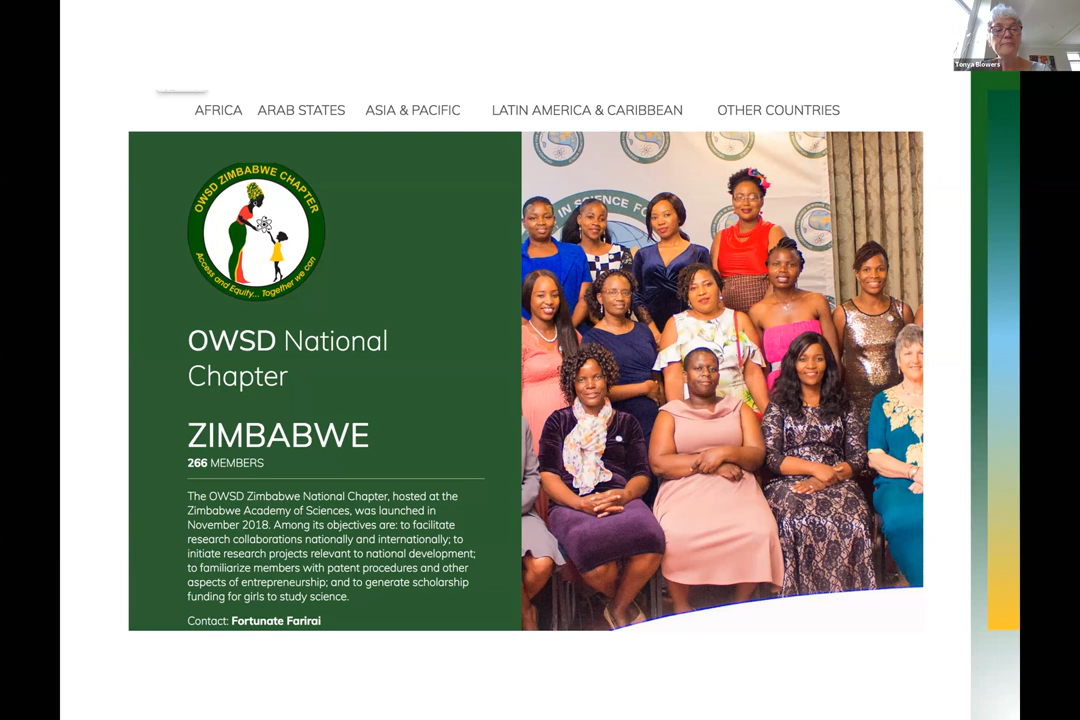 Tonya Blowers
AFRICA ARAB STATES ASIA & PACIFIC LATIN AMERICA & CARIBBEAN OTHER COUNTRIES
OWSD ZIMBABWE CHAPTER
Access and Equity... Together we can
IN SCIENCE FO
OWSD National
Chapter
ZIMBABWE
266 MEMBERS
The OWSD Zimbabwe National Chapter, hosted at the
Zimbabwe Academy of Sciences, was launched in
November 2018. Among its objectives are: to facilitate
research collaborations nationally and internationally; to
initiate research projects relevant to national development;
to familiarize members with patent procedures and other
aspects of entrepreneurship; and to generate scholarship
funding for girls to study science.
Contact: Fortunate Farirai